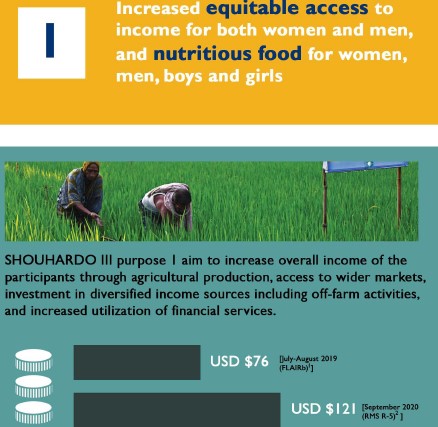 I
Increased equitable access to
income for both women and men,
and nutritious food for women,
men, boys and girls
SHOUHARDO III purpose I aim to increase overall income of the
participants through agricultural production, access to wider markets,
investment in diversified income sources including off-farm activities,
and increased utilization of financial services.
USD $76 [July-August 2019
(FLAIRb)¹]
USD $121 [September 2020
(RMS R-5)² ]